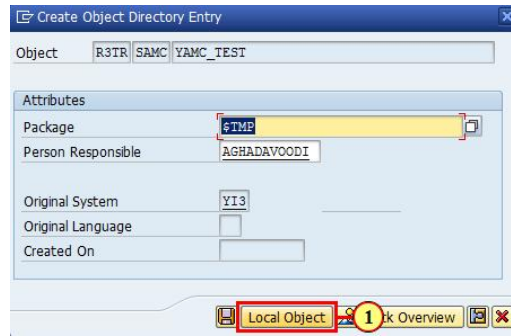 Create Object Directory Entry
Object R3TR SAMC YAMC_TEST
Attributes
Package $TMP
Person Responsible AGHADAVOODI
Original System YI3
Original Language
Created On
Local Object 1 k Overview